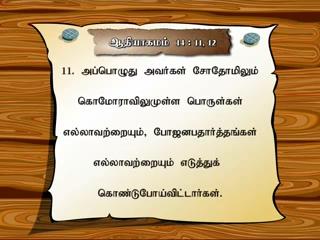 ஆதியாகமம் 14 : 11, 12
11. அப்பொழுது அவர்கள் சோதோமிலும்
கொமோராவிலுமுள்ள பொருள்கள்
எல்லாவற்றையும், போஜனபதார்த்தங்கள்
எல்லாவற்றையும் எடுத்துக்
கொண்டுபோய்விட்டார்கள்.